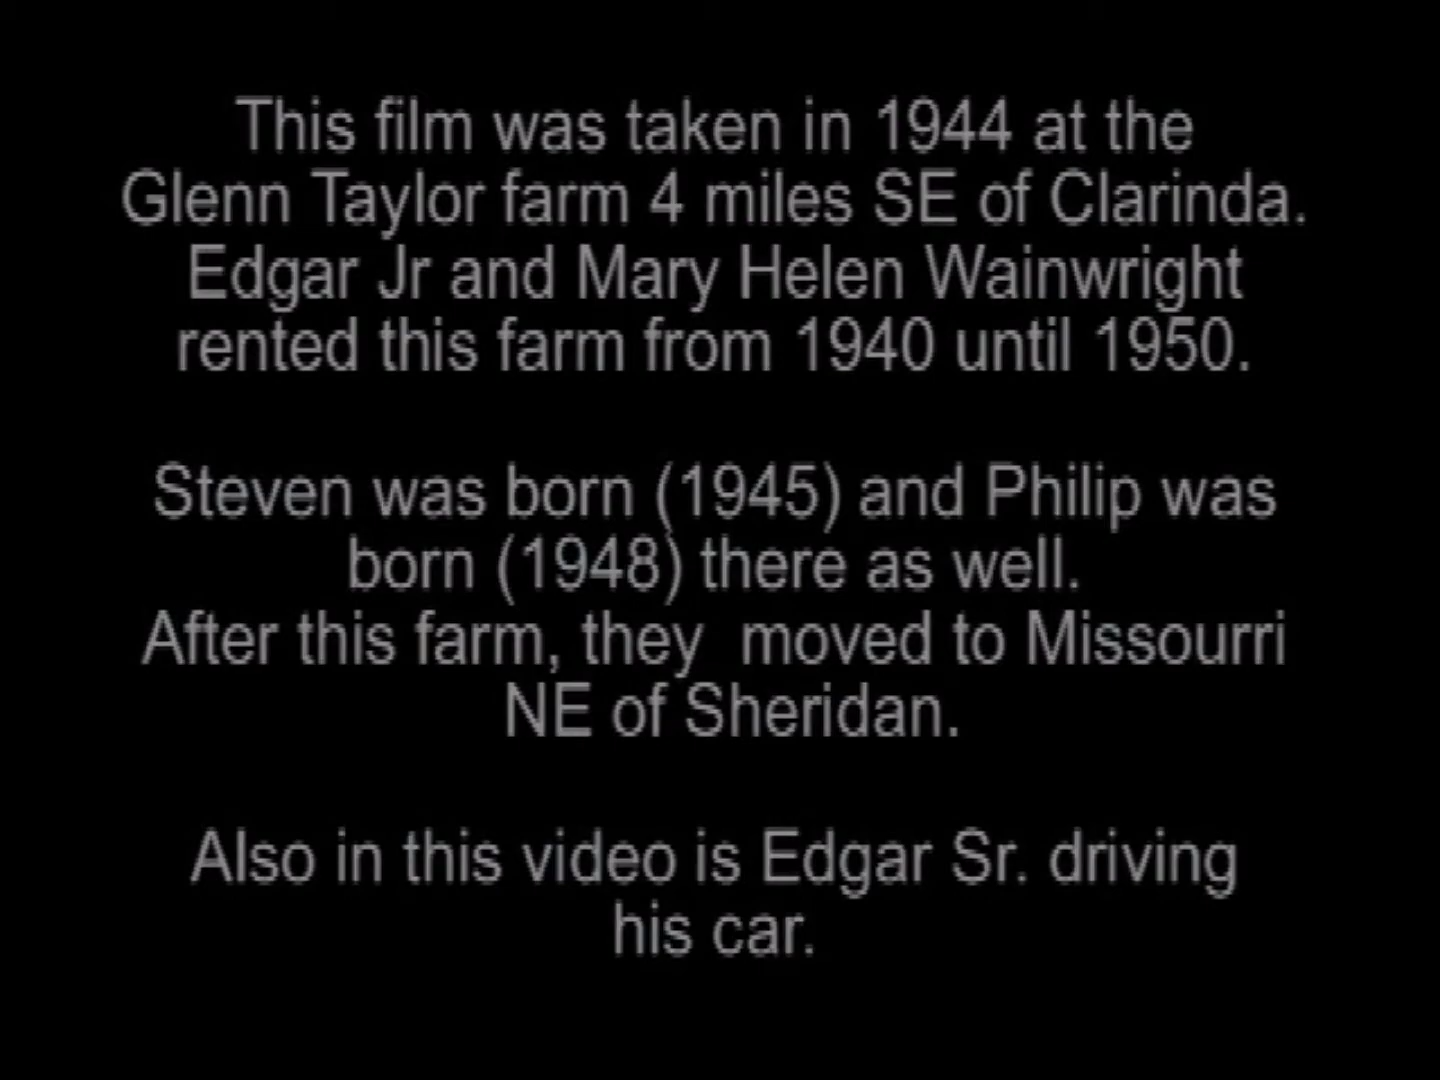 This film was taken in 1944 at the
Glenn Taylor farm 4 miles SE of Clarinda.
Edgar Jr and Mary Helen Wainwright
rented this farm from 1940 until 1950.
Steven was born (1945) and Philip was
born (1948) there as well.
After this farm, they  moved to Missourri
NE of Sheridan.
Also in this video is Edgar Sr. driving
his car.